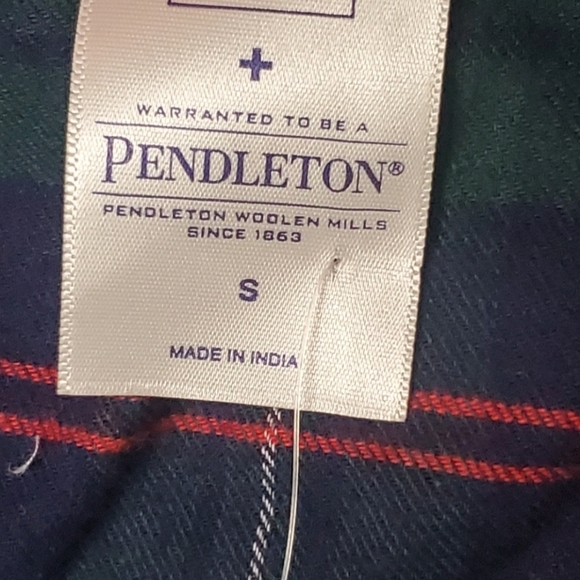 +
WARRANTED TO BE A
PENDLETON®
PENDLETON WOOLEN MILLS
SINCE 1863
S
MADE IN INDIA